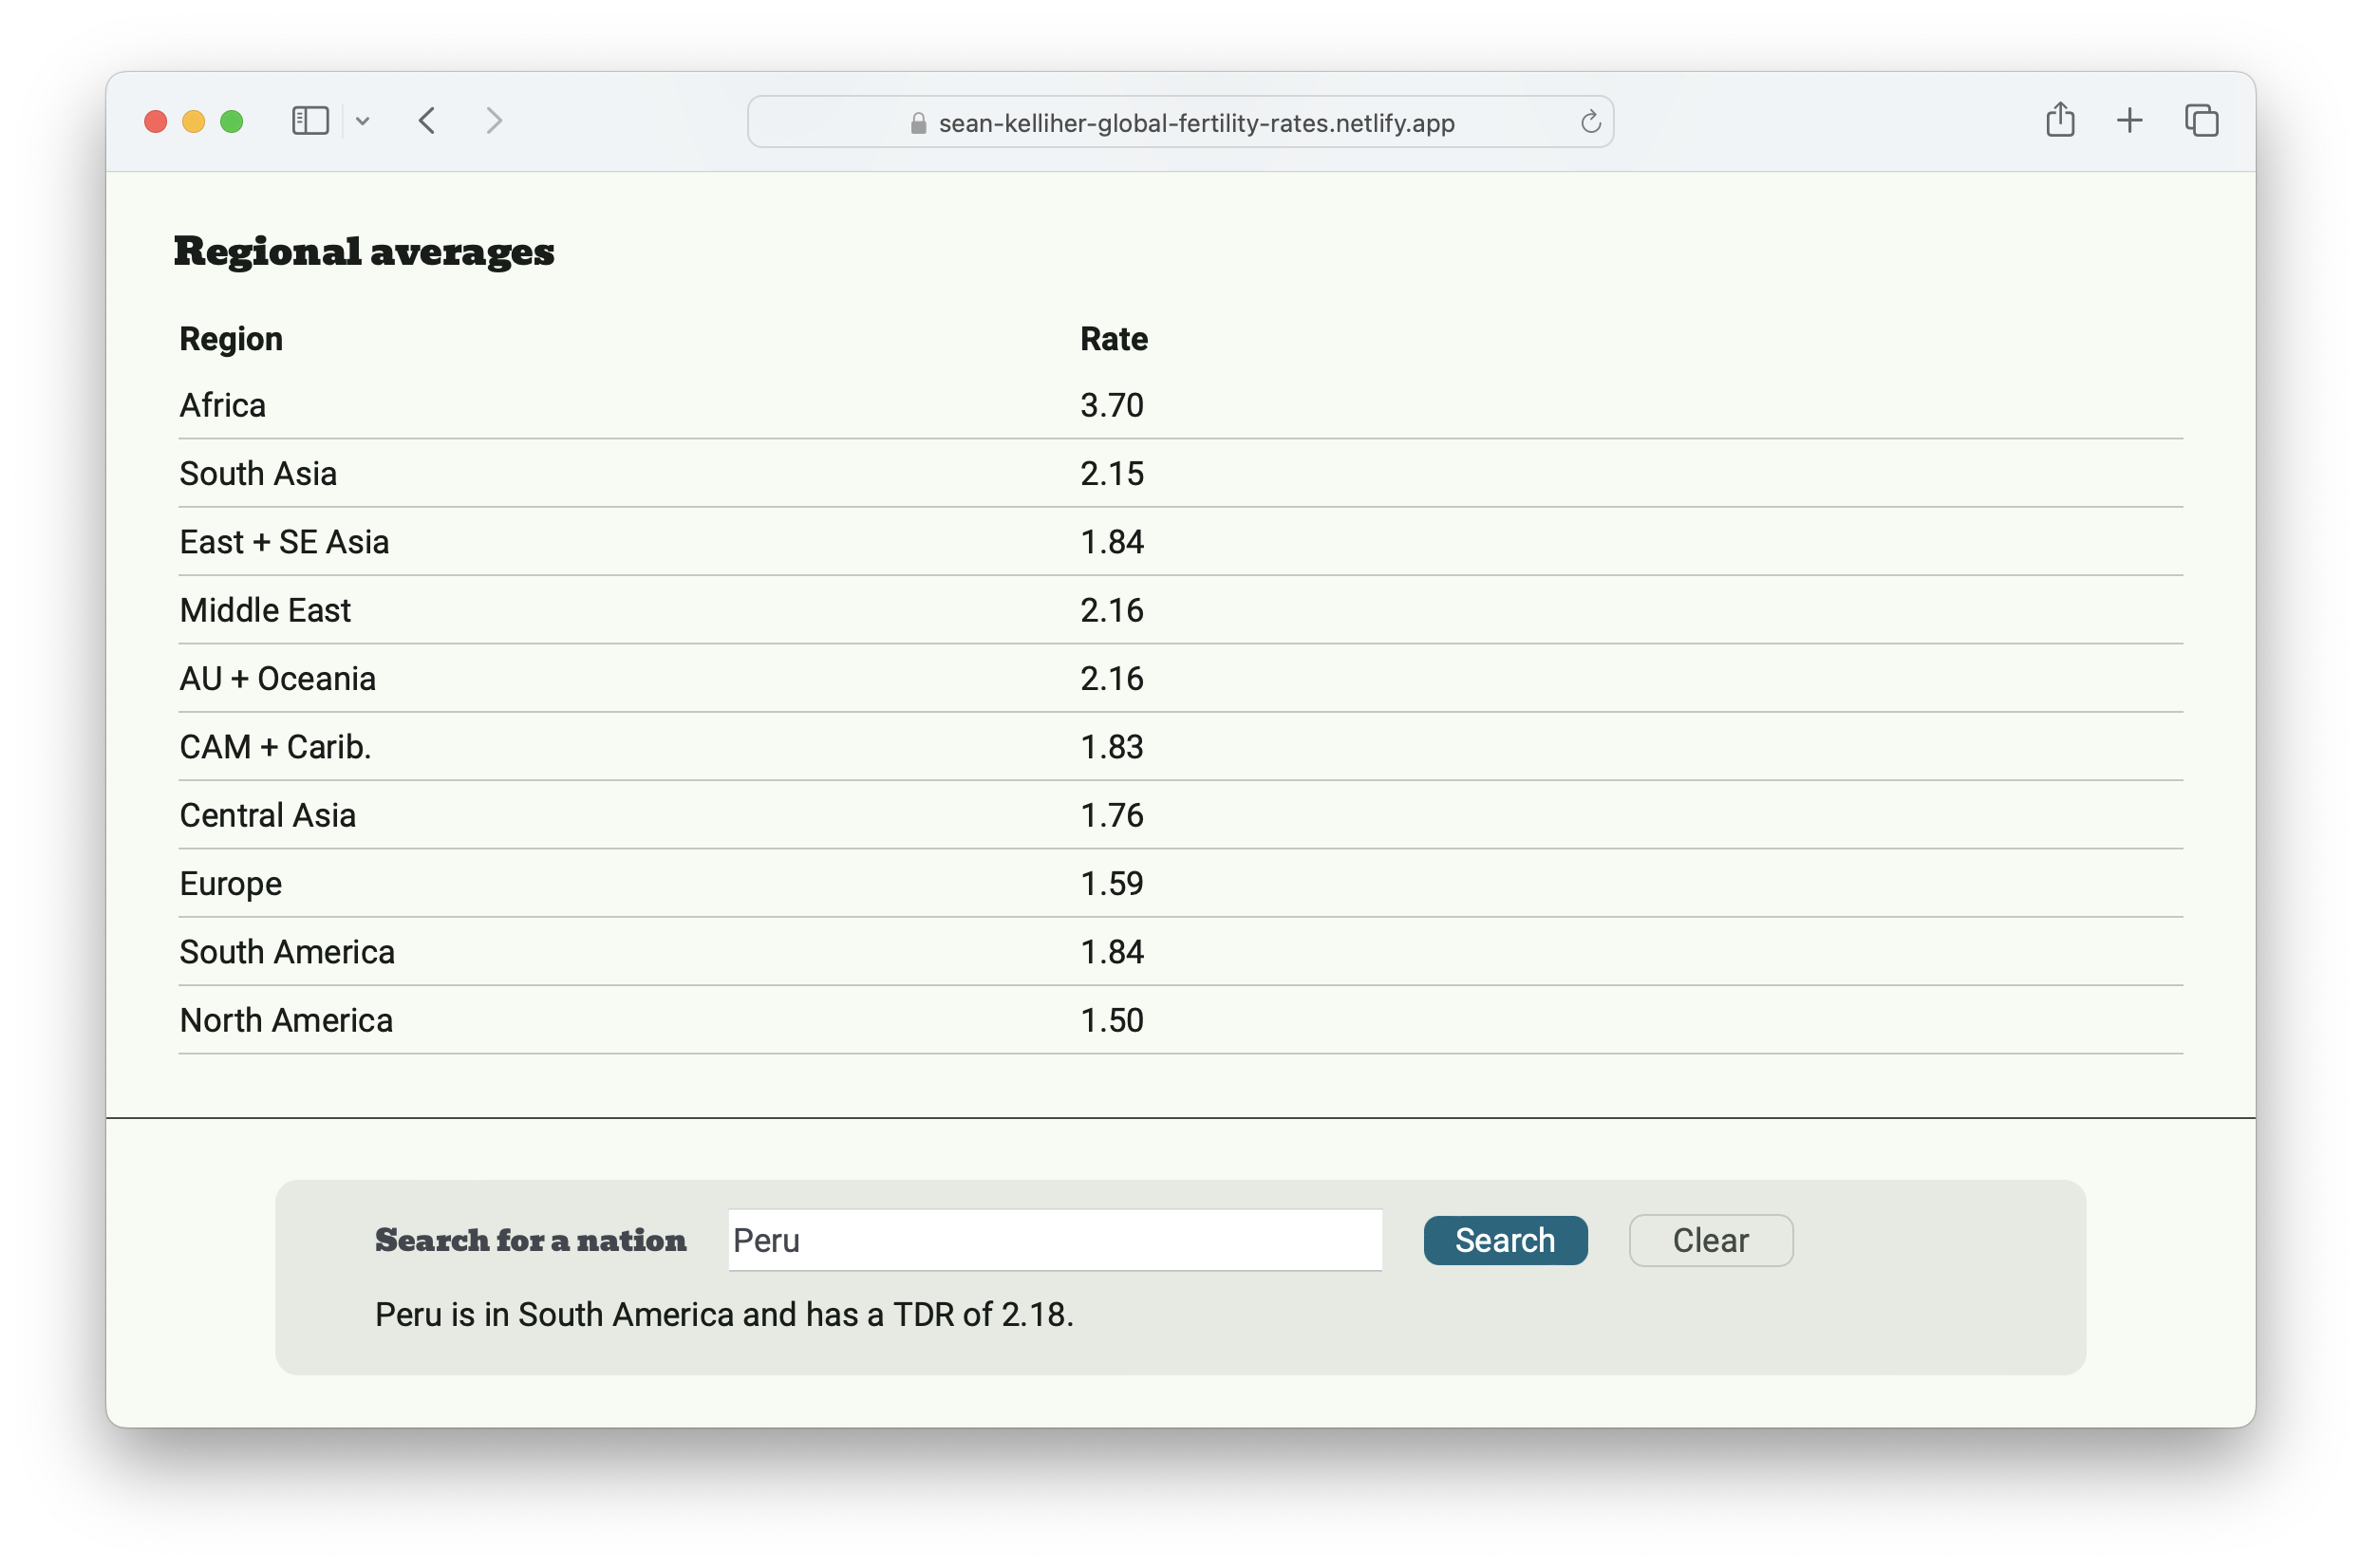 sean-kelliher-global-fertility-rates.netlify.app
Regional averages
Region Rate
Africa 3.70
South Asia 2.15
East + SE Asia 1.84
Middle East 2.16
AU + Oceania 2.16
CAM + Carib. 1.83
Central Asia 1.76
Europe 1.59
South America 1.84
North America 1.50
Search for a nation Peru Search Clear
Peru is in South America and has a TDR of 2.18.